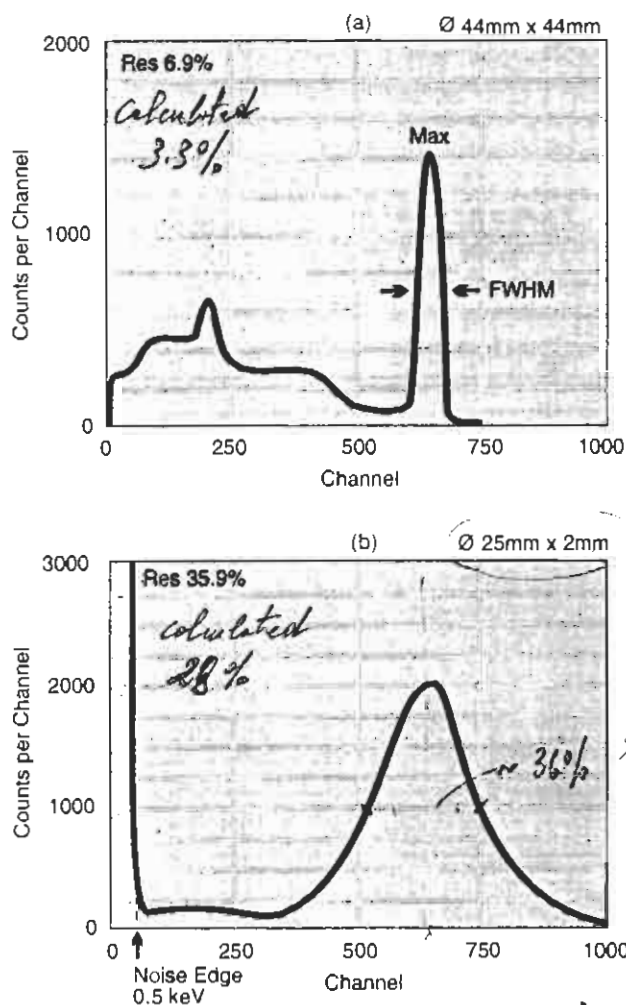 (a) Ø 44mm x 44mm
2000
Res 6.9%
calculated
3.3%
Max
1000
FWHM
Counts per Channel
0
0 250 500 750 1000
Channel
(b) Ø 25mm x 2mm
3000
Res 35.9%
calculated
28%
2000
~ 36%
1000
Counts per Channel
0
0 250 500 750 1000
Noise Edge Channel
0.5 keV